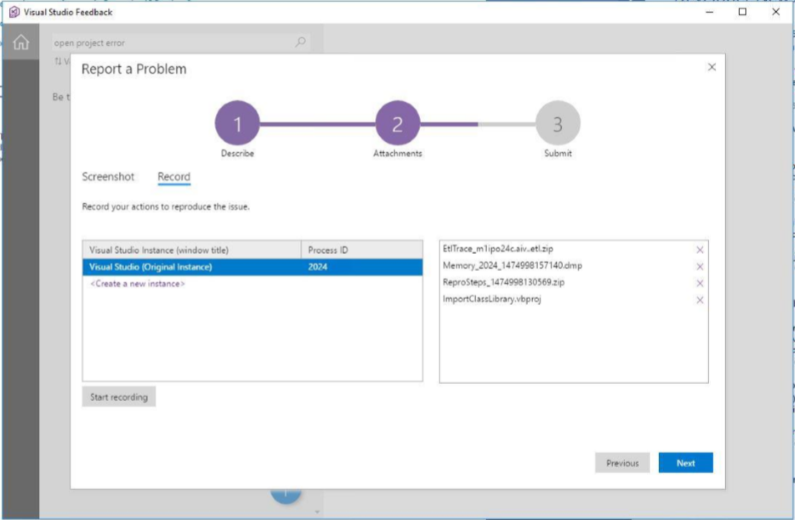 Visual Studio Feedback
open project error
Report a Problem
Be t
1
2
3
Describe
Attachments
Submit
Screenshot
Record
Record your actions to reproduce the issue.
Visual Studio Instance (window title)
Process ID
Visual Studio (Original Instance)
2024
<Create a new instance>
EtlTrace_m1ipo24c.aiv.etl.zip
Memory_2024_1474998157140.dmp
ReproSteps_1474998130569.zip
ImportClassLibrary.vbproj
Start recording
Previous
Next